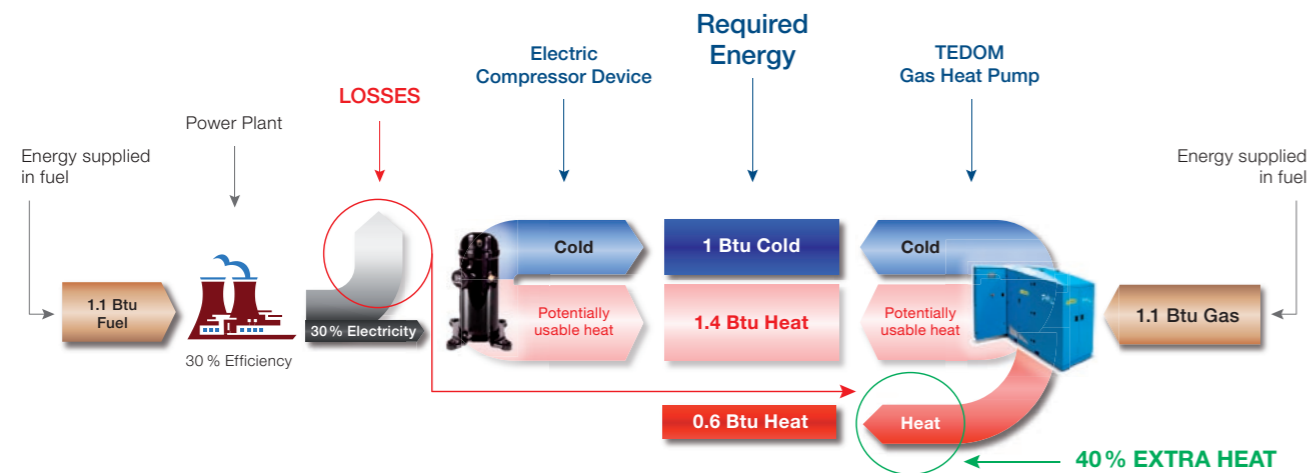 Required
Energy
Electric
Compressor Device
TEDOM
Gas Heat Pump
LOSSES
Power Plant
Energy supplied
in fuel
Energy supplied
in fuel
Cold
1 Btu Cold
Cold
1.1 Btu
Fuel
30 % Electricity
Potentially
usable heat
1.4 Btu Heat
Potentially
usable heat
1.1 Btu Gas
30 % Efficiency
0.6 Btu Heat
Heat
40 % EXTRA HEAT